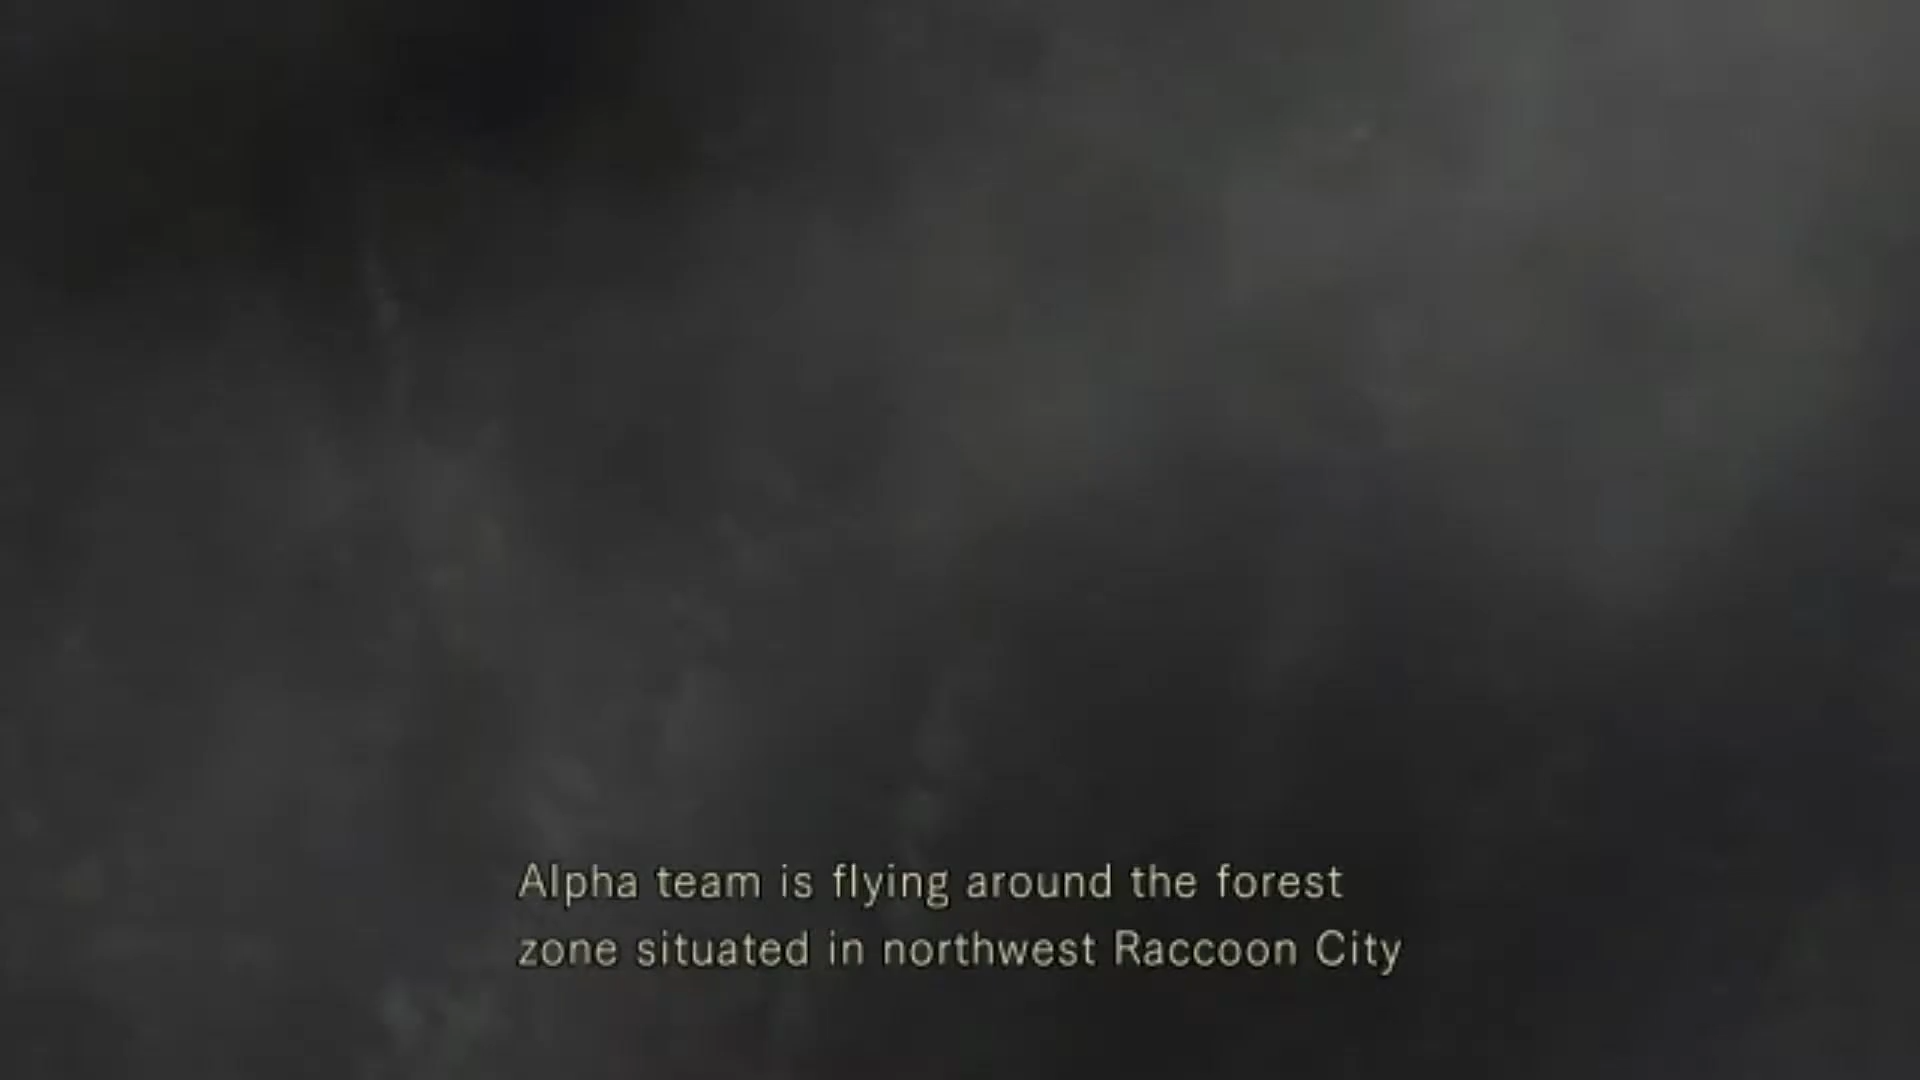 Alpha team is flying around the forest
zone situated in northwest Raccoon City